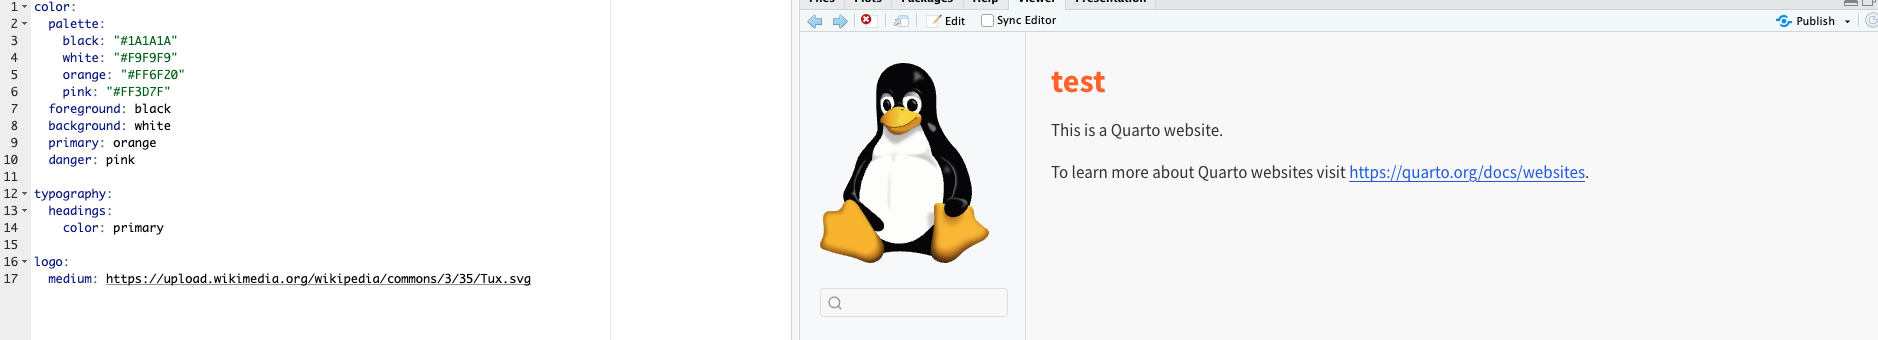 1 color:
2 palette:
3 black: "#1A1A1A"
4 white: "#F9F9F9"
5 orange: "#FF6F20"
6 pink: "#FF3D7F"
7 foreground: black
8 background: white
9 primary: orange
10 danger: pink
11
12 typography:
13 headings:
14 color: primary
15
16 logo:
17 medium: https://upload.wikimedia.org/wikipedia/commons/3/35/Tux.svg
Files Plots Packages Help Viewer Presentation
Edit Sync Editor Publish
test
This is a Quarto website.
To learn more about Quarto websites visit https://quarto.org/docs/websites.